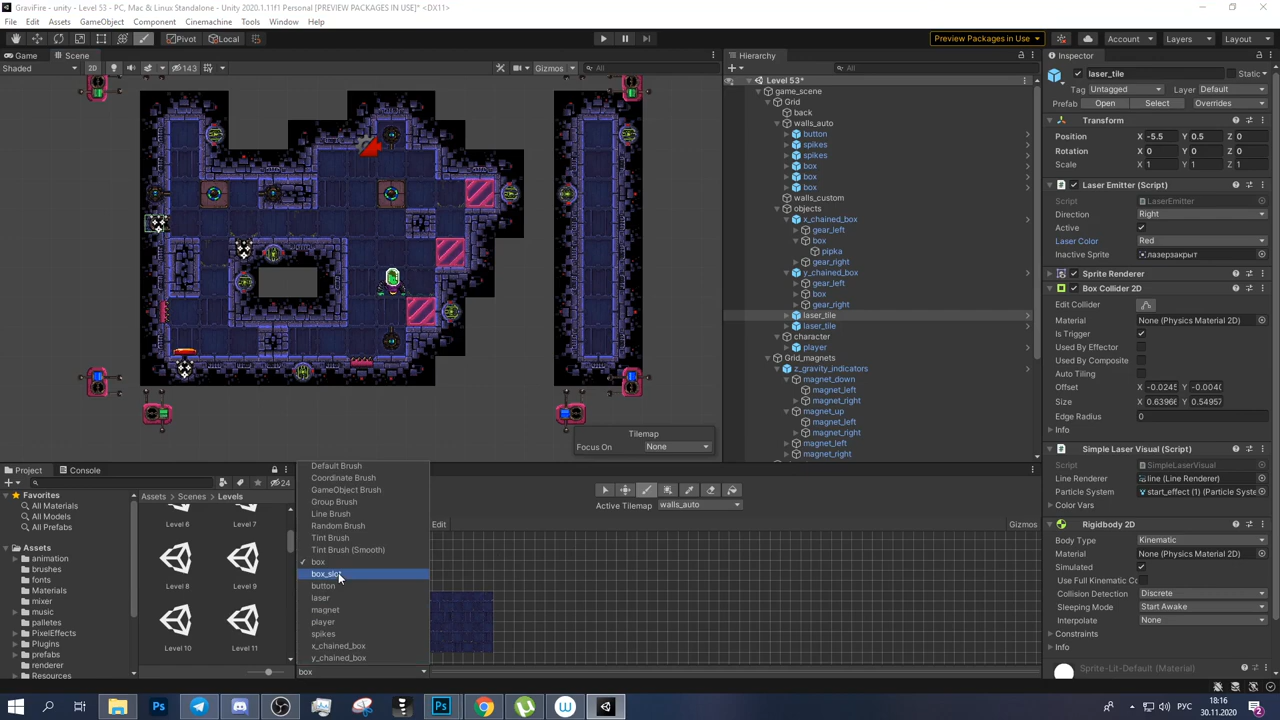 GraviFire - unity - Level 53 - PC, Mac & Linux Standalone - Unity 2020.1.11f1 Personal [PREVIEW PACKAGES IN USE]* <DX11>
File Edit Assets GameObject Component Cinemachine Tools Window Help
Pivot Local Preview Packages in Use Account Layers Layout
Game Scene Hierarchy Inspector
Shaded 2D 143 Gizmos All All
laser_tile Static
Tag Untagged Layer Default
Prefab Open Select Overrides
Transform
Position X -5.5 Y 0.5 Z 0
Rotation X 0 Y 0 Z 0
Scale X 1 Y 1 Z 1
Laser Emitter (Script)
Script LaserEmitter
Direction Right
Active
Laser Color Red
Inactive Sprite лазерзакрыт
Sprite Renderer
Box Collider 2D
Edit Collider
Material None (Physics Material 2D)
Is Trigger
Used By Effector
Used By Composite
Auto Tiling
Offset X -0.0245 Y -0.0040
Size X 0.63966 Y 0.54957
Edge Radius 0
Info
Simple Laser Visual (Script)
Script SimpleLaserVisual
Line Renderer line (Line Renderer)
Particle System start_effect (1) (Particle Syste
Color Vars
Rigidbody 2D
Body Type Kinematic
Material None (Physics Material 2D)
Simulated
Use Full Kinematic Co
Collision Detection Discrete
Sleeping Mode Start Awake
Interpolate None
Constraints
Info
Sprite-Lit-Default (Material)
Level 53*
game_scene
Grid
back
walls_auto
button
spikes
spikes
box
box
box
walls_custom
objects
x_chained_box
gear_left
box
pipka
gear_right
y_chained_box
gear_left
box
gear_right
laser_tile
laser_tile
character
player
Grid_magnets
z_gravity_indicators
magnet_down
magnet_left
magnet_right
magnet_up
magnet_left
magnet_right
magnet_left
magnet_right
Tilemap
Focus On None
Project Console
24
Favorites
All Materials
All Models
All Prefabs
Assets
animation
brushes
fonts
Materials
mixer
music
palletes
PixelEffects
Plugins
prefabs
renderer
Resources
Assets Scenes Levels
Level 6 Level 7
Level 8 Level 9
Level 10 Level 11
Default Brush
Coordinate Brush
GameObject Brush
Group Brush
Line Brush
Random Brush
Tint Brush
Tint Brush (Smooth)
box
box_slot
button
laser
magnet
player
spikes
x_chained_box
y_chained_box
box
Active Tilemap walls_auto
Edit Gizmos
РУС 18:16
30.11.2020